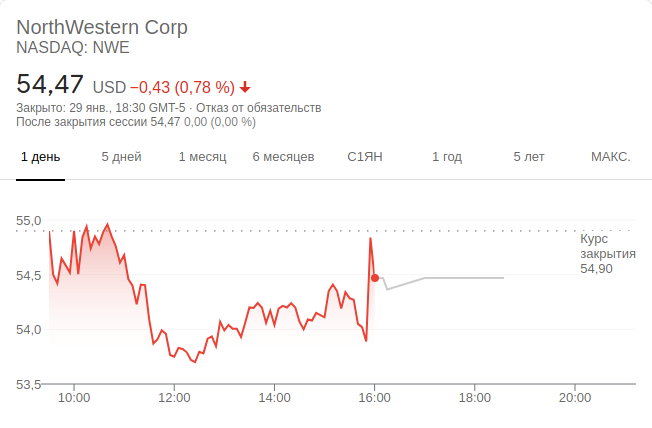 NorthWestern Corp
NASDAQ: NWE
54,47 USD −0,43 (0,78 %)
Закрыто: 29 янв., 18:30 GMT-5 · Отказ от обязательств
После закрытия сессии 54,47 0,00 (0,00 %)
1 день 5 дней 1 месяц 6 месяцев С1ЯН 1 год 5 лет МАКС.
55,0
Курс
закрытия
54,90
54,5
54,0
53,5
10:00 12:00 14:00 16:00 18:00 20:00